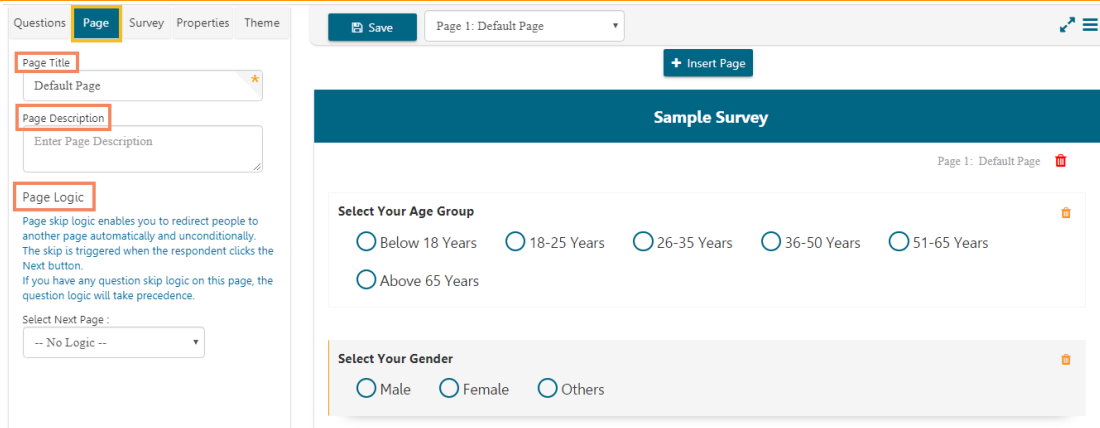 Questions Page Survey Properties Theme
Page Title
Default Page *
Page Description
Enter Page Description
Page Logic
Page skip logic enables you to redirect people to
another page automatically and unconditionally.
The skip is triggered when the respondent clicks the
Next button.
If you have any question skip logic on this page, the
question logic will take precedence.
Select Next Page :
-- No Logic --
Save Page 1: Default Page
+ Insert Page
Sample Survey
Page 1: Default Page
Select Your Age Group
Below 18 Years 18-25 Years 26-35 Years 36-50 Years 51-65 Years
Above 65 Years
Select Your Gender
Male Female Others